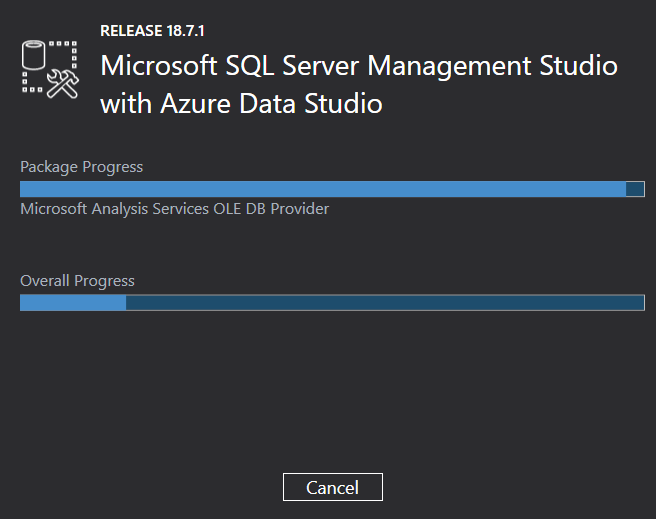 RELEASE 18.7.1
Microsoft SQL Server Management Studio
with Azure Data Studio
Package Progress
Microsoft Analysis Services OLE DB Provider
Overall Progress
Cancel